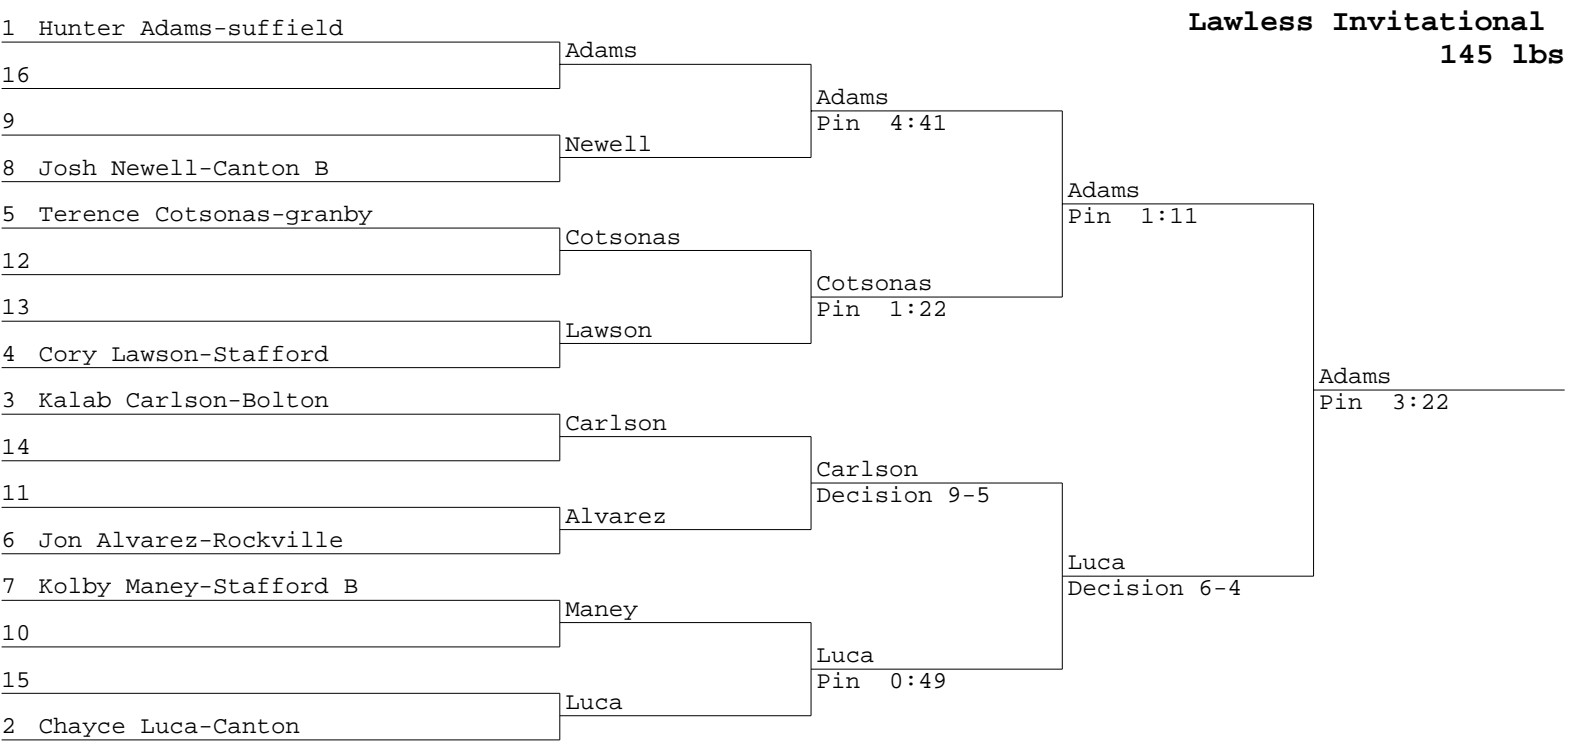 Lawless Invitational
145 lbs
1 Hunter Adams-suffield
16
9
8 Josh Newell-Canton B
5 Terence Cotsonas-granby
12
13
4 Cory Lawson-Stafford
3 Kalab Carlson-Bolton
14
11
6 Jon Alvarez-Rockville
7 Kolby Maney-Stafford B
10
15
2 Chayce Luca-Canton
Adams
Newell
Cotsonas
Lawson
Carlson
Alvarez
Maney
Luca
Adams
Pin 4:41
Cotsonas
Pin 1:22
Carlson
Decision 9-5
Luca
Pin 0:49
Adams
Pin 1:11
Luca
Decision 6-4
Adams
Pin 3:22